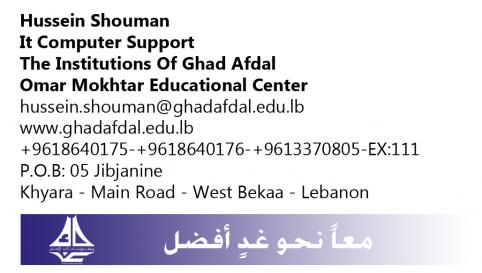 Hussein Shouman
It Computer Support
The Institutions Of Ghad Afdal
Omar Mokhtar Educational Center
hussein.shouman@ghadafdal.edu.lb
www.ghadafdal.edu.lb
+9618640175-+9618640176-+9613370805-EX:111
P.O.B: 05 Jibjanine
Khyara - Main Road - West Bekaa - Lebanon
معاً نحو غدٍ أفضل